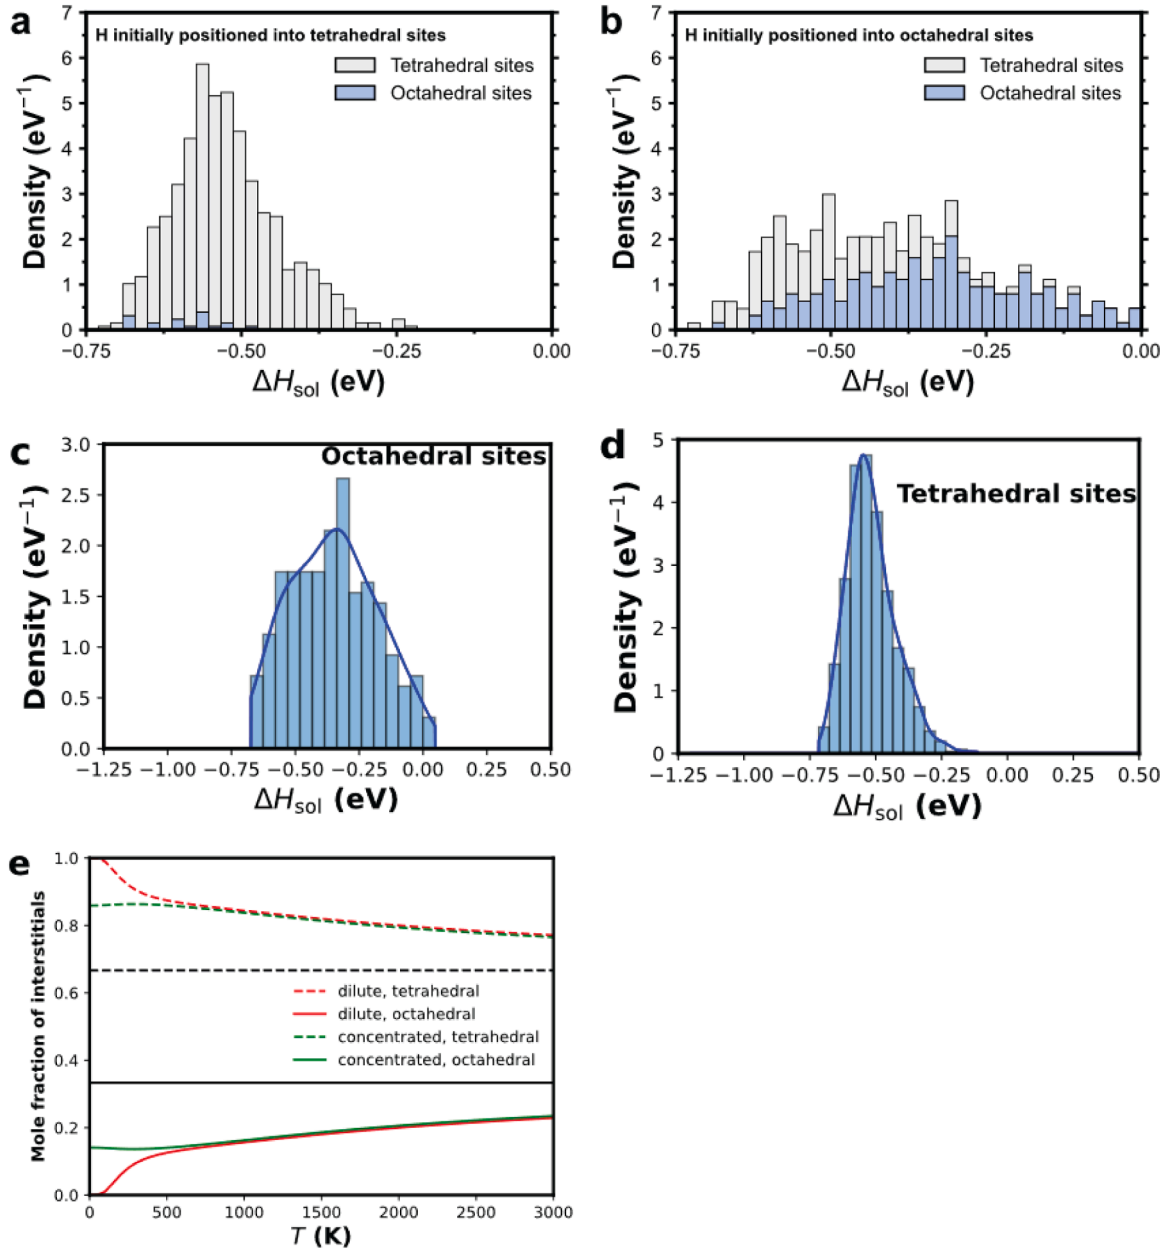 a
H initially positioned into tetrahedral sites
Tetrahedral sites
Octahedral sites
Density (eV⁻¹)
7
6
5
4
3
2
1
0
−0.75
−0.50
−0.25
0.00
ΔH_sol (eV)
b
H initially positioned into octahedral sites
Tetrahedral sites
Octahedral sites
Density (eV⁻¹)
7
6
5
4
3
2
1
0
−0.75
−0.50
−0.25
0.00
ΔH_sol (eV)
c
Octahedral sites
Density (eV⁻¹)
3.0
2.5
2.0
1.5
1.0
0.5
0.0
−1.25
−1.00
−0.75
−0.50
−0.25
0.00
0.25
0.50
ΔH_sol (eV)
d
Tetrahedral sites
Density (eV⁻¹)
5
4
3
2
1
0
−1.25
−1.00
−0.75
−0.50
−0.25
0.00
0.25
0.50
ΔH_sol (eV)
e
Mole fraction of interstitials
1.0
0.8
0.6
0.4
0.2
0.0
dilute, tetrahedral
dilute, octahedral
concentrated, tetrahedral
concentrated, octahedral
0
500
1000
1500
2000
2500
3000
T (K)